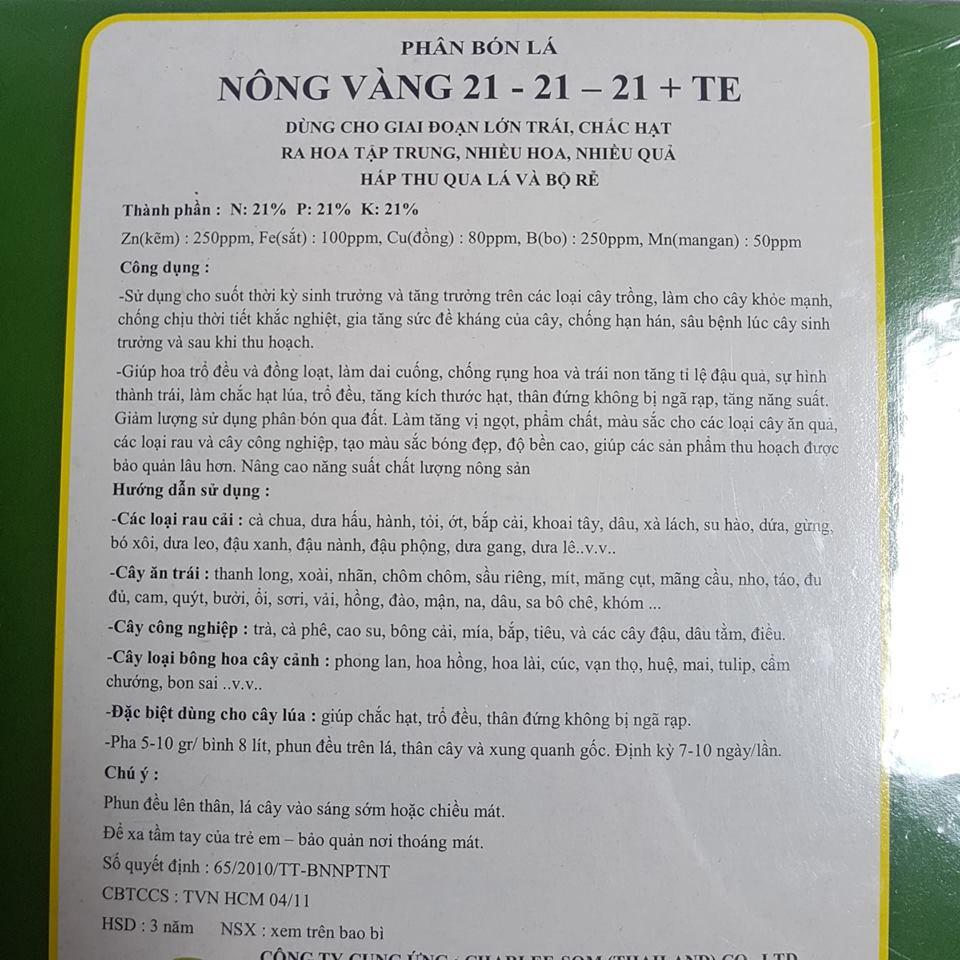 PHÂN BÓN LÁ
NÔNG VÀNG 21 - 21 – 21 + TE
DÙNG CHO GIAI ĐOẠN LỚN TRÁI, CHẮC HẠT
RA HOA TẬP TRUNG, NHIỀU HOA, NHIỀU QUẢ
HÁP THU QUA LÁ VÀ BỘ RẼ
Thành phần : N: 21% P: 21% K: 21%
Zn(kẽm) : 250ppm, Fe(sắt) : 100ppm, Cu(đồng) : 80ppm, B(bo) : 250ppm, Mn(mangan) : 50ppm
Công dụng :
-Sử dụng cho suốt thời kỳ sinh trưởng và tăng trưởng trên các loại cây trồng, làm cho cây khỏe mạnh,
chống chịu thời tiết khắc nghiệt, gia tăng sức đề kháng của cây, chống hạn hán, sâu bệnh lúc cây sinh
trưởng và sau khi thu hoạch.
-Giúp hoa trổ đều và đồng loạt, làm dai cuống, chống rụng hoa và trái non tăng tỉ lệ đậu quả, sự hình
thành trái, làm chắc hạt lúa, trổ đều, tăng kích thước hạt, thân đứng không bị ngã rạp, tăng năng suất.
Giảm lượng sử dụng phân bón qua đất. Làm tăng vị ngọt, phẩm chất, màu sắc cho các loại cây ăn quả,
các loại rau và cây công nghiệp, tạo màu sắc bóng đẹp, độ bền cao, giúp các sản phẩm thu hoạch được
bảo quản lâu hơn. Nâng cao năng suất chất lượng nông sản
Hướng dẫn sử dụng :
-Các loại rau cải : cà chua, dưa hấu, hành, tỏi, ớt, bắp cải, khoai tây, dâu, xà lách, su hào, dứa, gừng,
bó xôi, dưa leo, đậu xanh, đậu nành, đậu phộng, dưa gang, dưa lê..v.v..
-Cây ăn trái : thanh long, xoài, nhãn, chôm chôm, sầu riêng, mít, măng cụt, mãng cầu, nho, táo, đu
đủ, cam, quýt, bưởi, ổi, sơri, vải, hồng, đào, mận, na, dâu, sa bô chê, khóm ...
-Cây công nghiệp : trà, cà phê, cao su, bông cải, mía, bắp, tiêu, và các cây đậu, dâu tằm, điều.
-Cây loại bông hoa cây cảnh : phong lan, hoa hồng, hoa lài, cúc, vạn thọ, huệ, mai, tulip, cẩm
chướng, bon sai ..v.v..
-Đặc biệt dùng cho cây lúa : giúp chắc hạt, trổ đều, thân đứng không bị ngã rạp.
-Pha 5-10 gr/ bình 8 lít, phun đều trên lá, thân cây và xung quanh gốc. Định kỳ 7-10 ngày/lần.
Chú ý :
Phun đều lên thân, lá cây vào sáng sớm hoặc chiều mát.
Để xa tầm tay của trẻ em – bảo quản nơi thoáng mát.
Số quyết định : 65/2010/TT-BNNPTNT
CBTCCS : TVN HCM 04/11
HSD : 3 năm NSX : xem trên bao bì
CÔNG TY CUNG ỨNG : CHARLEE SOM (THAILAND) CO., LTD